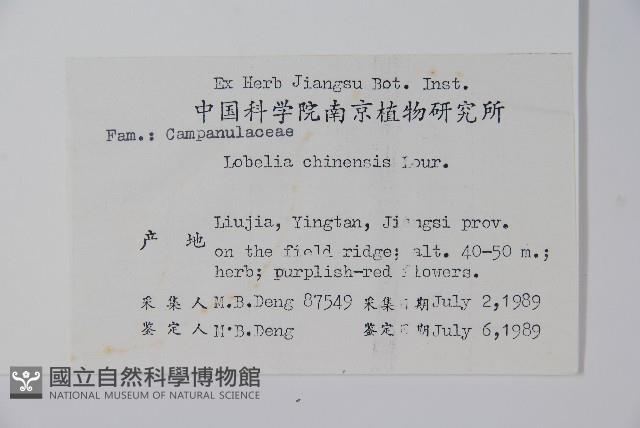 Ex Herb Jiangsu Bot. Inst.
中国科学院南京植物研究所
Fam.: Campanulaceae
Lobelia chinensis Lour.
产 地 Liujia, Yingtan, Jiangsi prov.
on the field ridge; alt. 40-50 m.;
herb; purplish-red flowers.
采集人 M.B.Deng 87549 采集日期 July 2,1989
鉴定人 M.B.Deng 鉴定日期 July 6,1989
國立自然科學博物館
NATIONAL MUSEUM OF NATURAL SCIENCE